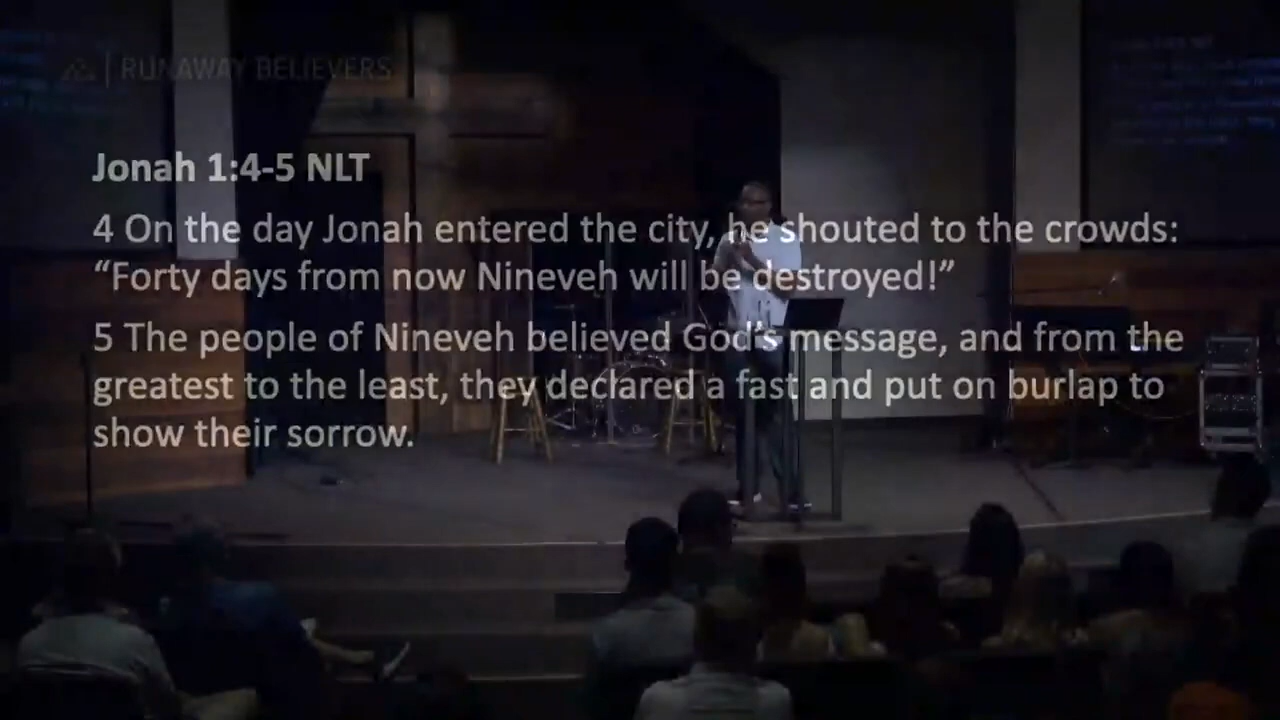 RUNAWAY BELIEVERS
Jonah 1:4-5 NLT
4 On the day Jonah entered the city, he shouted to the crowds:
“Forty days from now Nineveh will be destroyed!”
5 The people of Nineveh believed God’s message, and from the
greatest to the least, they declared a fast and put on burlap to
show their sorrow.